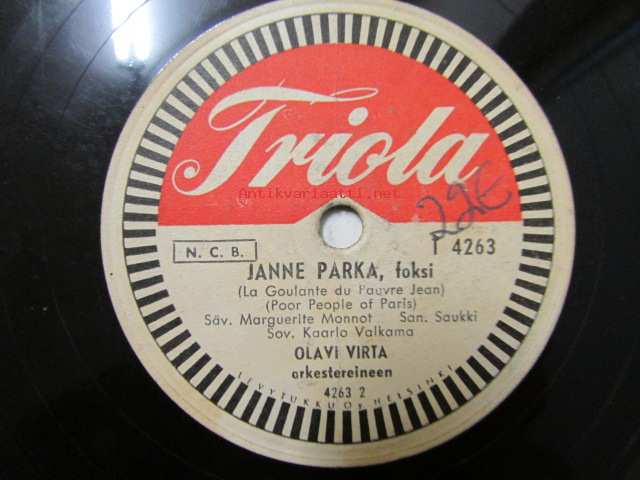 Triola
Antikvariaatti.net
22E
N. C. B.
T 4263
JANNE PARKA, foksi
(La Goulante du Pauvre Jean)
(Poor People of Paris)
Säv. Marguerite Monnot San. Saukki
Sov. Kaarlo Valkama
OLAVI VIRTA
orkestereineen
4263 2
LEVYTUKKU OY HELSINKI